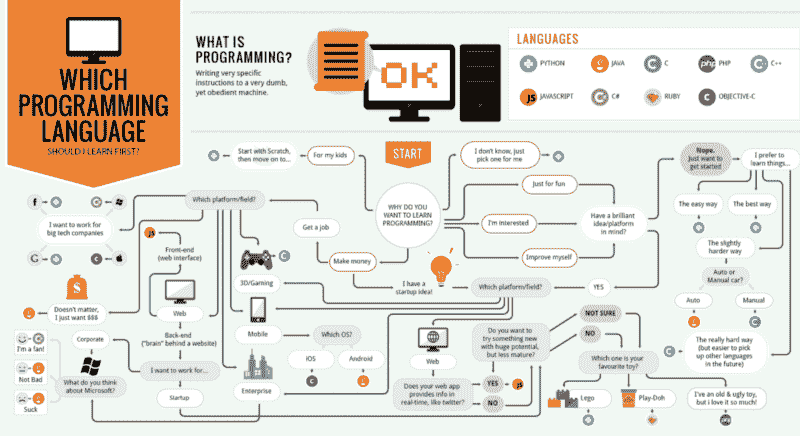 WHICH
PROGRAMMING
LANGUAGE
SHOULD I LEARN FIRST?
WHAT IS
PROGRAMMING?
Writing very specific
instructions to a very dumb,
yet obedient machine.
OK
LANGUAGES
PYTHON
JAVA
C
php PHP
C++
JS JAVASCRIPT
C#
RUBY
OBJECTIVE-C
START
Start with Scratch,
then move on to...
For my kids
I don't know, just
pick one for me
WHY DO YOU
WANT TO LEARN
PROGRAMMING?
Just for fun
I'm interested
Improve myself
Have a brilliant
idea/platform
in mind?
YES
Nope.
Just want to
get started
I prefer to
learn things...
The easy way
The best way
The slightly
harder way
Auto or
Manual car?
Auto
Manual
The really hard way
(but easier to pick
up other languages
in the future)
Get a job
Make money
I have a
startup idea!
Which platform/field?
Which platform/field?
I want to work for
big tech companies
f
G
JS
Front-end
(web interface)
Web
Back-end
("brain" behind a website)
$
Doesn't matter,
I just want $$$
Corporate
I want to work for...
Startup
What do you think
about Microsoft?
I'm a fan!
Not Bad
Suck
3D/Gaming
Mobile
Which OS?
iOS
Android
Enterprise
Web
Does your web app
provides info in
real-time, like twitter?
YES
NO
JS
Do you want to
try something new
with huge potential,
but less mature?
NOT SURE
NO
Which one is your
favourite toy?
Lego
Play-Doh
I've an old & ugly toy,
but i love it so much!